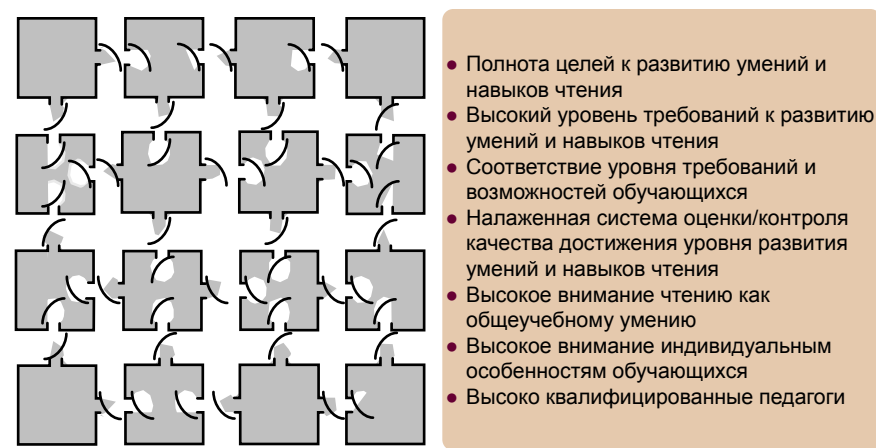 ● Полнота целей к развитию умений и
навыков чтения
● Высокий уровень требований к развитию
умений и навыков чтения
● Соответствие уровня требований и
возможностей обучающихся
● Налаженная система оценки/контроля
качества достижения уровня развития
умений и навыков чтения
● Высокое внимание чтению как
общеучебному умению
● Высокое внимание индивидуальным
особенностям обучающихся
● Высоко квалифицированные педагоги